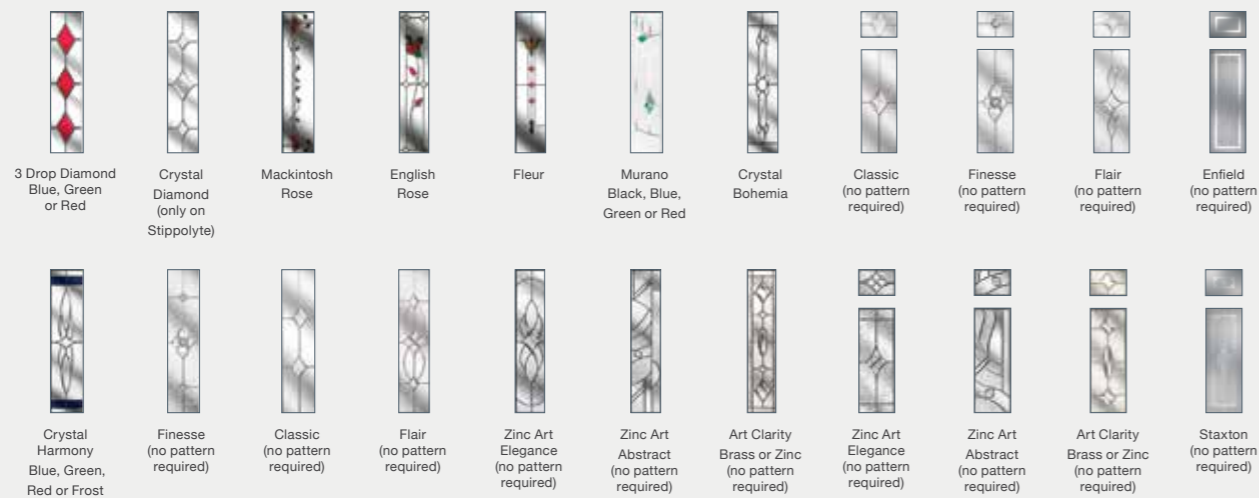 3 Drop Diamond
Blue, Green
or Red
Crystal
Diamond
(only on
Stippolyte)
Mackintosh
Rose
English
Rose
Fleur
Murano
Black, Blue,
Green or Red
Crystal
Bohemia
Classic
(no pattern
required)
Finesse
(no pattern
required)
Flair
(no pattern
required)
Enfield
(no pattern
required)
Crystal
Harmony
Blue, Green,
Red or Frost
Finesse
(no pattern
required)
Classic
(no pattern
required)
Flair
(no pattern
required)
Zinc Art
Elegance
(no pattern
required)
Zinc Art
Abstract
(no pattern
required)
Art Clarity
Brass or Zinc
(no pattern
required)
Zinc Art
Elegance
(no pattern
required)
Zinc Art
Abstract
(no pattern
required)
Art Clarity
Brass or Zinc
(no pattern
required)
Staxton
(no pattern
required)